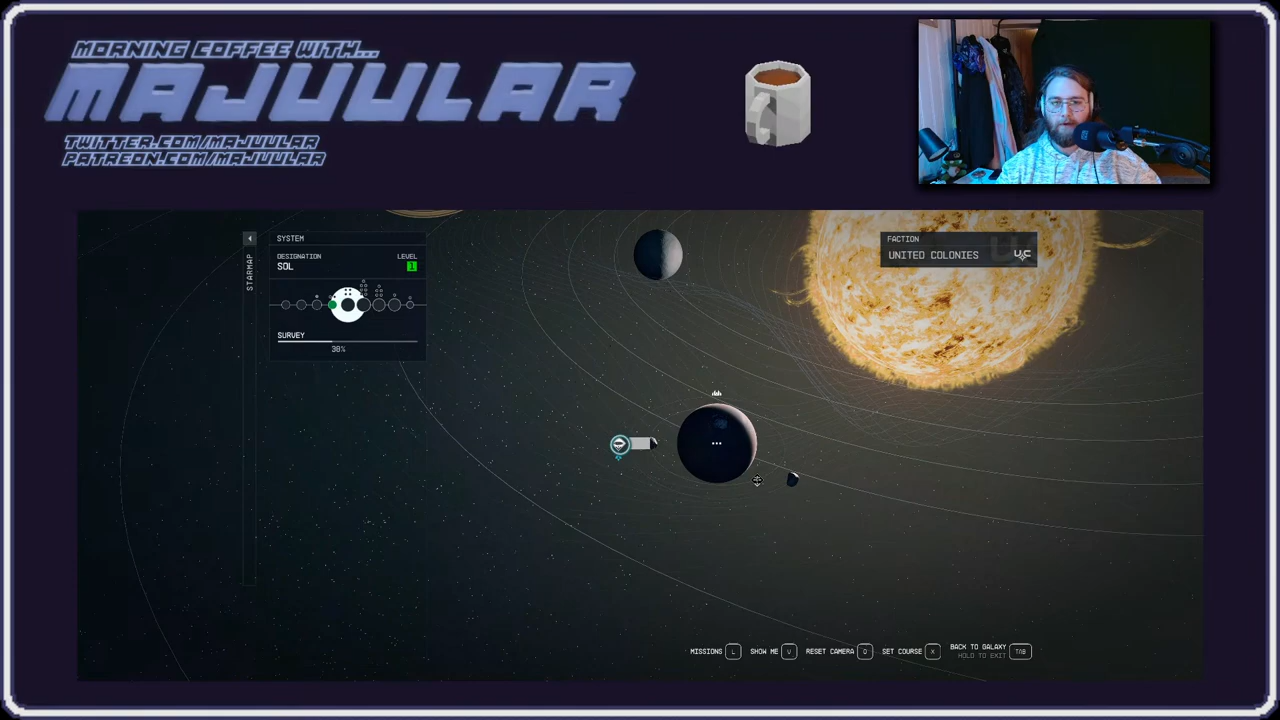 MORNING COFFEE WITH...
MAJUULAR
TWITTER.COM/MAJUULAR
PATREON.COM/MAJUULAR
STARMAP
SYSTEM
DESIGNATION
LEVEL
SOL
1
SURVEY
30%
FACTION
UNITED COLONIES
UC
MISSIONS L
SHOW ME V
RESET CAMERA Q
SET COURSE X
BACK TO GALAXY
HOLD TO EXIT
TAB